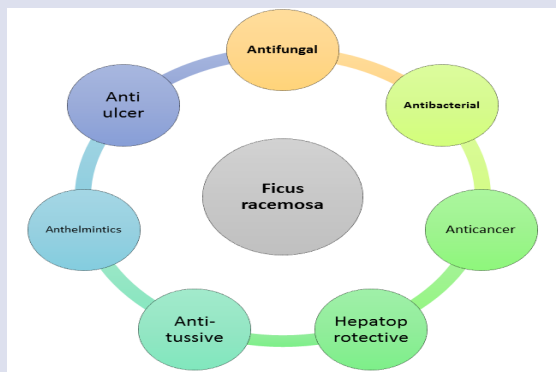 Antifungal
Antibacterial
Anticancer
Hepatop
rotective
Anti-
tussive
Anthelmintics
Anti
ulcer
Ficus
racemosa